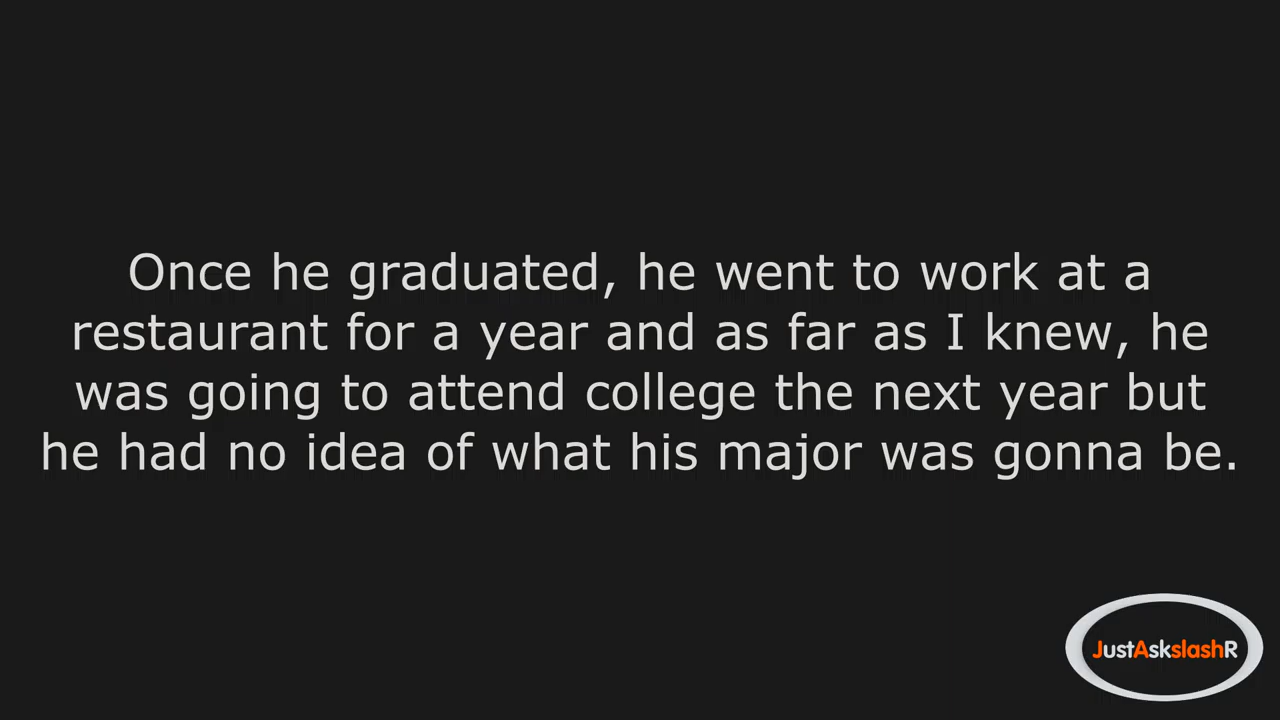 Once he graduated, he went to work at a
restaurant for a year and as far as I knew, he
was going to attend college the next year but
he had no idea of what his major was gonna be.
JustAskslashR